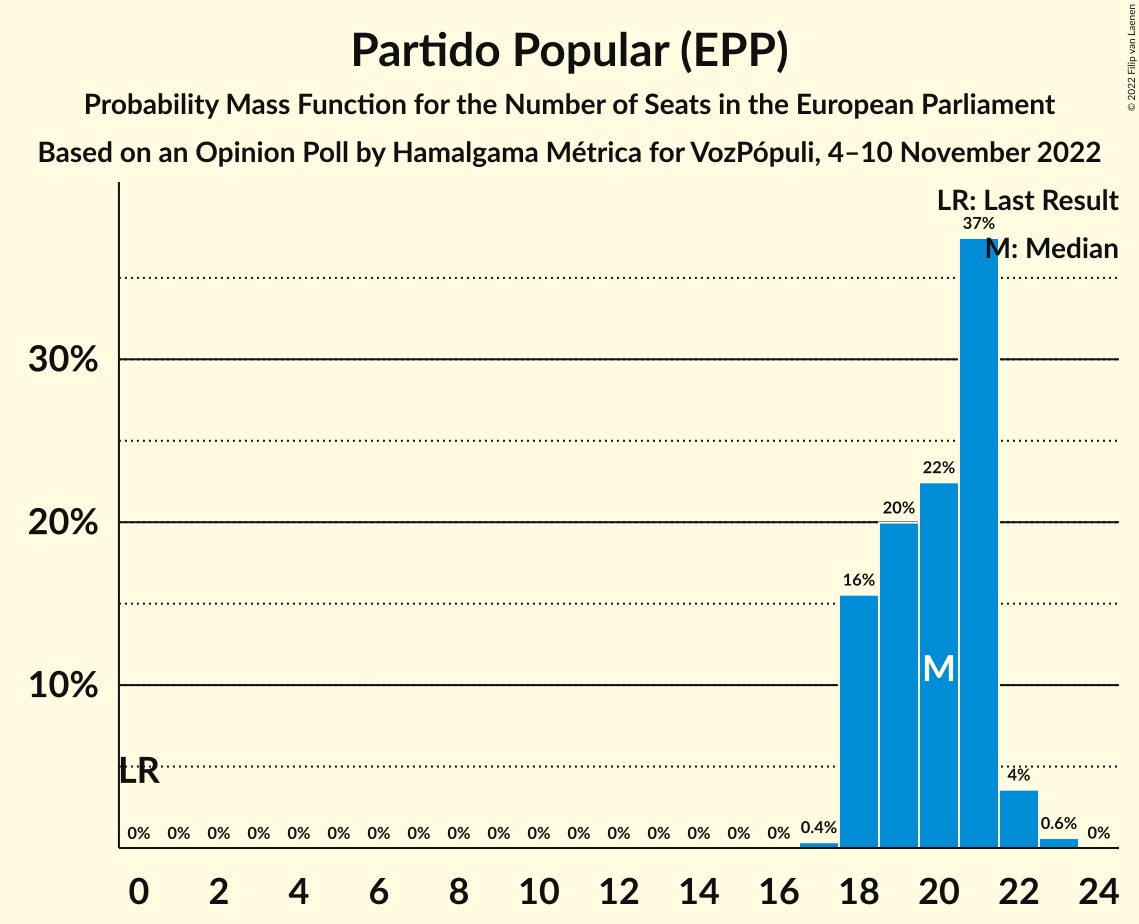 Partido Popular (EPP)
Probability Mass Function for the Number of Seats in the European Parliament
Based on an Opinion Poll by Hamalgama Métrica for VozPópuli, 4–10 November 2022
© 2022 Filip van Laenen
LR: Last Result
M: Median
37%
30%
22%
20%
20%
16%
M
10%
LR
4%
0% 0% 0% 0% 0% 0% 0% 0% 0% 0% 0% 0% 0% 0% 0% 0% 0% 0.4% 0.6% 0%
0 2 4 6 8 10 12 14 16 18 20 22 24